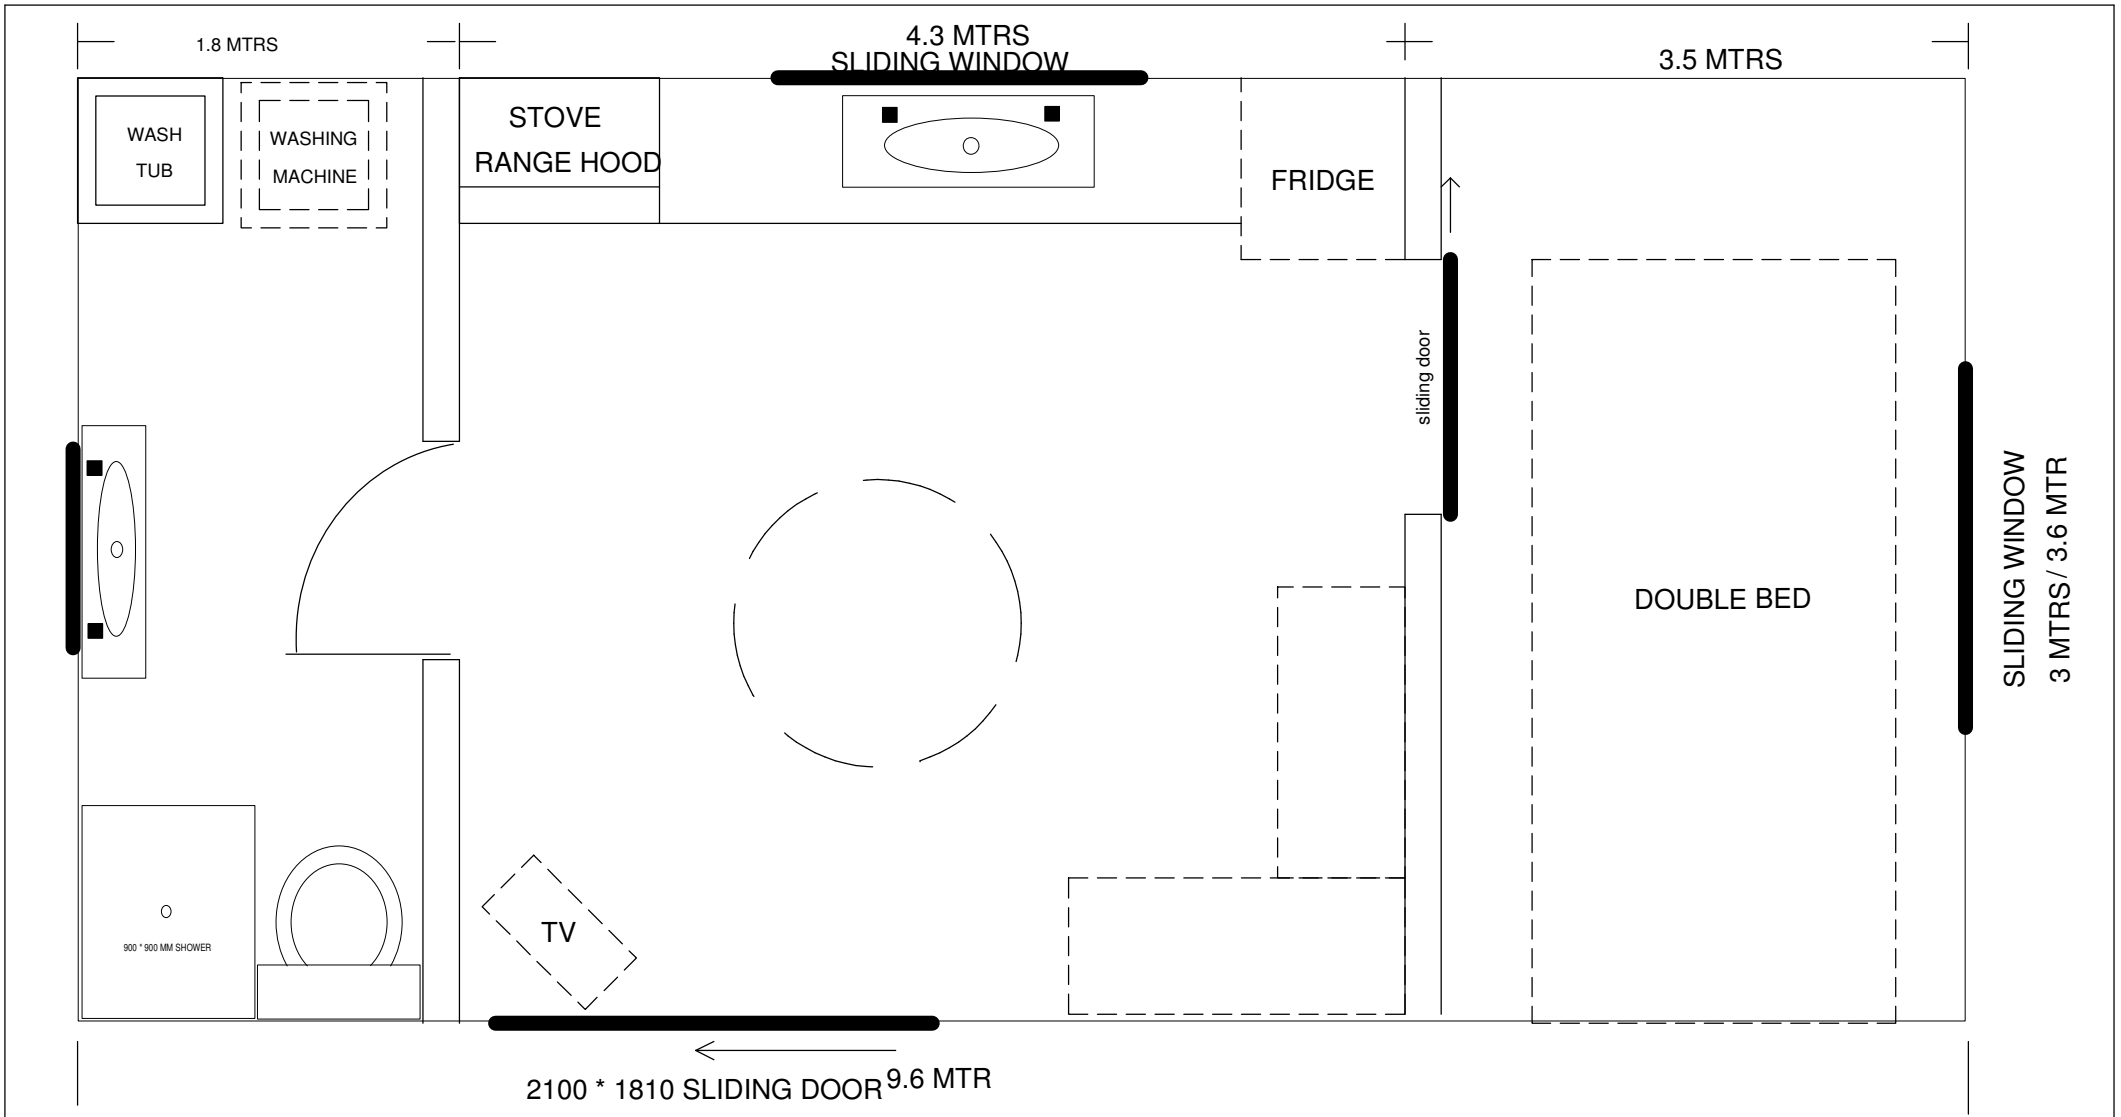 1.8 MTRS
4.3 MTRS
SLIDING WINDOW
3.5 MTRS
WASH
TUB
WASHING
MACHINE
STOVE
RANGE HOOD
FRIDGE
sliding door
DOUBLE BED
SLIDING WINDOW
3 MTRS/ 3.6 MTR
900 * 900 MM SHOWER
TV
2100 * 1810 SLIDING DOOR
9.6 MTR